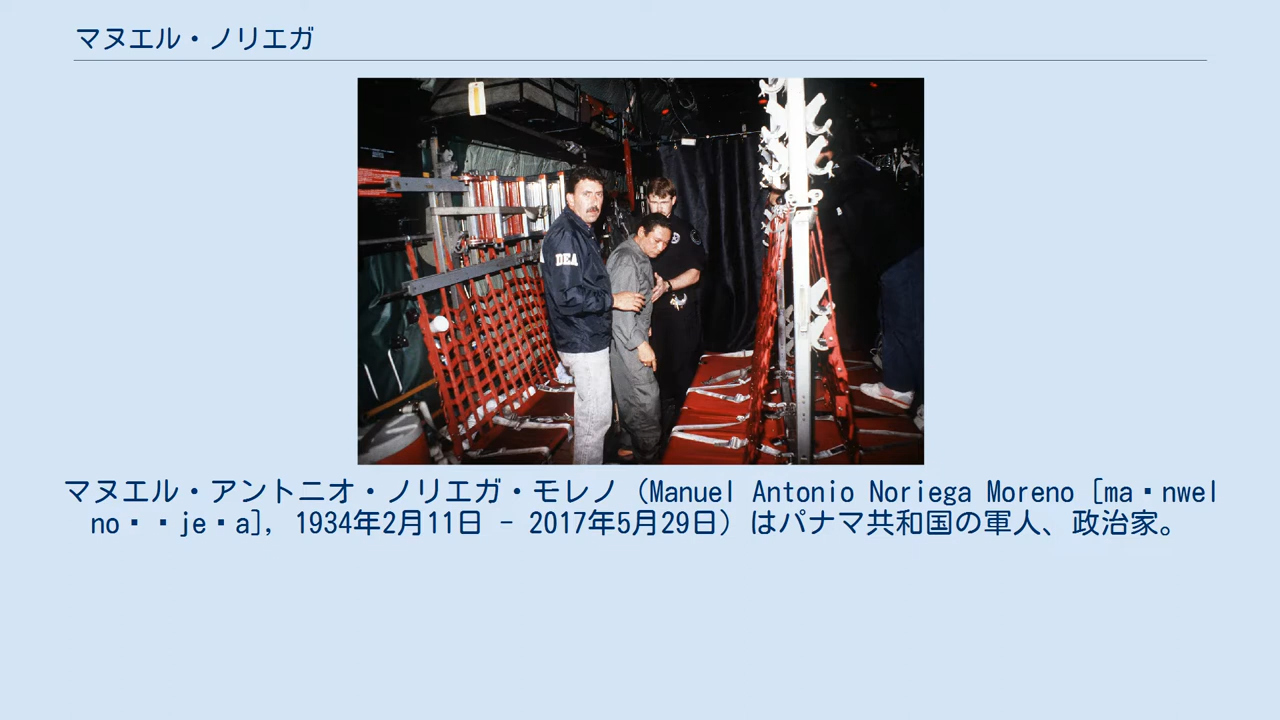 マヌエル・ノリエガ
DEA
マヌエル・アントニオ・ノリエガ・モレノ（Manuel Antonio Noriega Moreno [ma▪nwel
no▪▪je▪a], 1934年2月11日 - 2017年5月29日）はパナマ共和国の軍人、政治家。